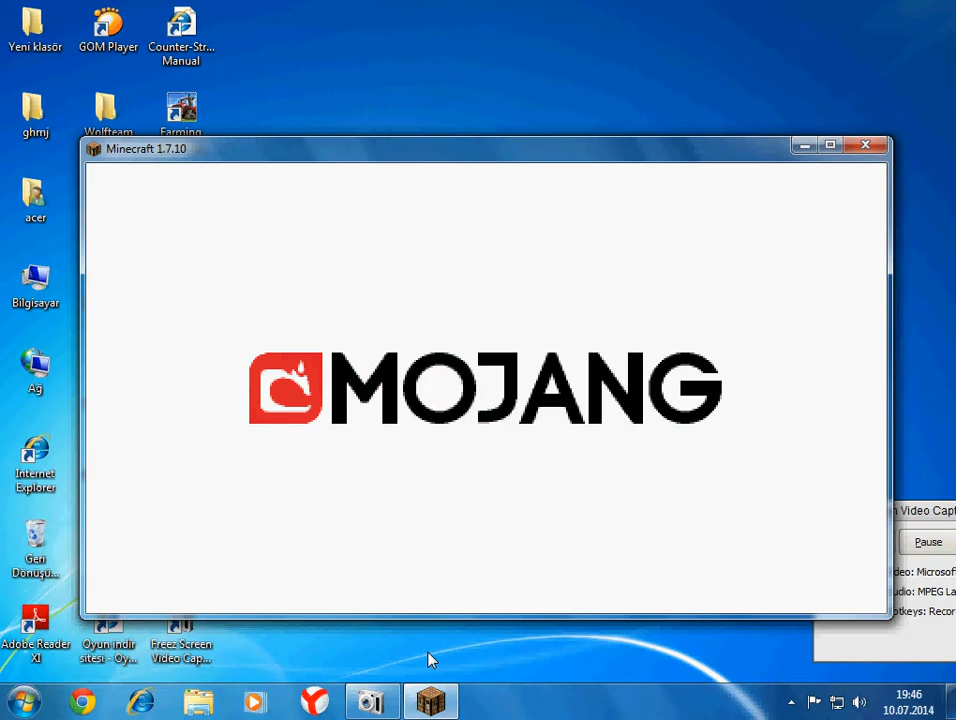 Yeni klasör
GOM Player
Counter-Str...
Manual
ghmj
Wolfteam
Farming
Minecraft 1.7.10
acer
Bilgisayar
MOJANG
Ağ
Internet
Explorer
Video Capt
Pause
Geri
Dönüşü...
deo: Microsof
udio: MPEG La
otkeys: Recor
Adobe Reader
XI
Oyun indir
sitesi - Oy...
Freez Screen
Video Cap...
19:46
10.07.2014